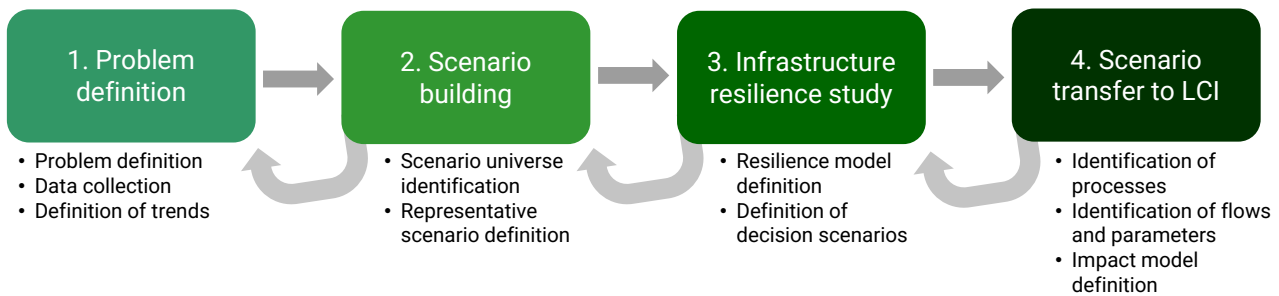 1. Problem
definition
2. Scenario
building
3. Infrastructure
resilience study
4. Scenario
transfer to LCI
• Problem definition
• Data collection
• Definition of trends
• Scenario universe
identification
• Representative
scenario definition
• Resilience model
definition
• Definition of
decision scenarios
• Identification of
processes
• Identification of flows
and parameters
• Impact model
definition